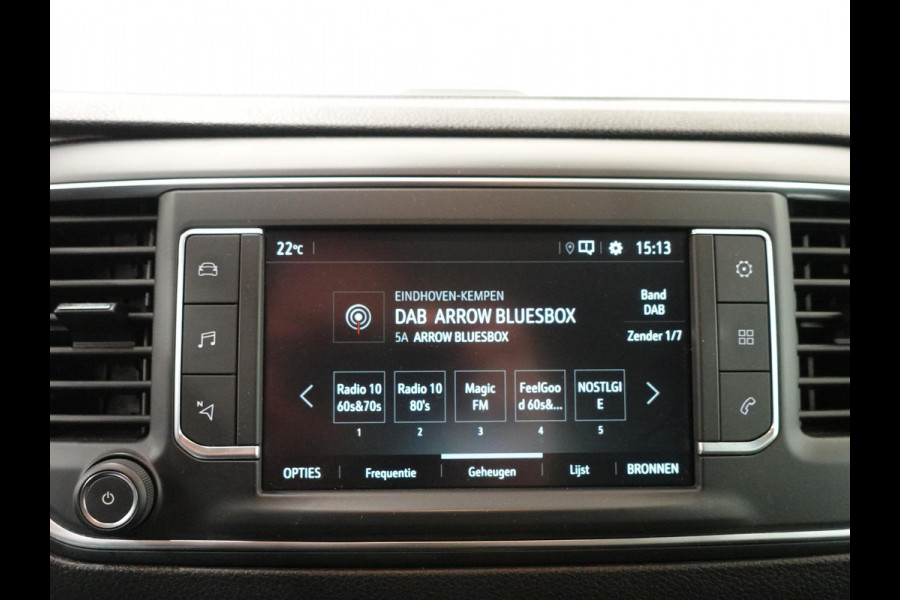 22°C 15:13
EINDHOVEN-KEMPEN
DAB ARROW BLUESBOX
5A ARROW BLUESBOX
Band
DAB
Zender 1/7
Radio 10
60s&70s
Radio 10
80's
Magic
FM
FeelGoo
d 60s&...
NOSTLGI
E
1 2 3 4 5
OPTIES Frequentie Geheugen Lijst BRONNEN
N